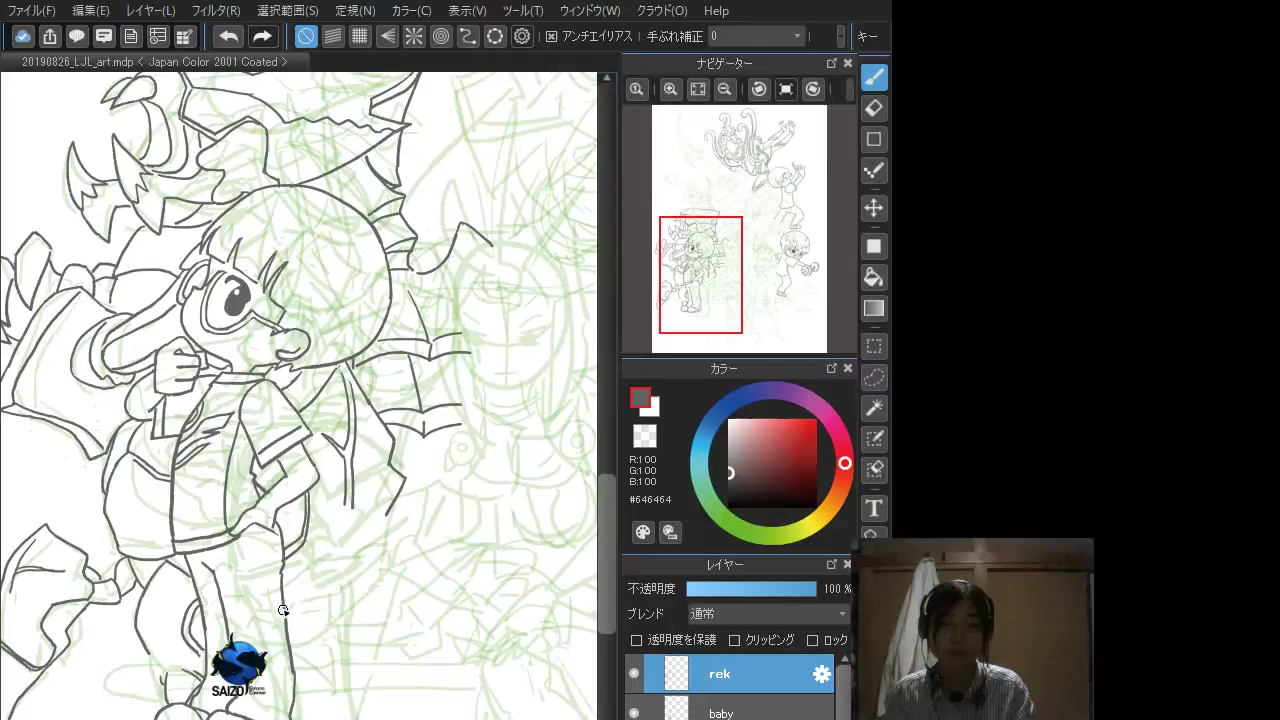 ファイル(F) 編集(E) レイヤー(L) フィルタ(R) 選択範囲(S) 定規(N) カラー(C) 表示(V) ツール(T) ウィンドウ(W) クラウド(O) Help
アンチエイリアス 手ぶれ補正 0 キー
20190826_LJL_art.mdp < Japan Color 2001 Coated >
ナビゲーター
カラー
R:100
G:100
B:100
#646464
レイヤー
不透明度 100 %
ブレンド 通常
透明度を保護 クリッピング ロック
rek
baby
SAIZO